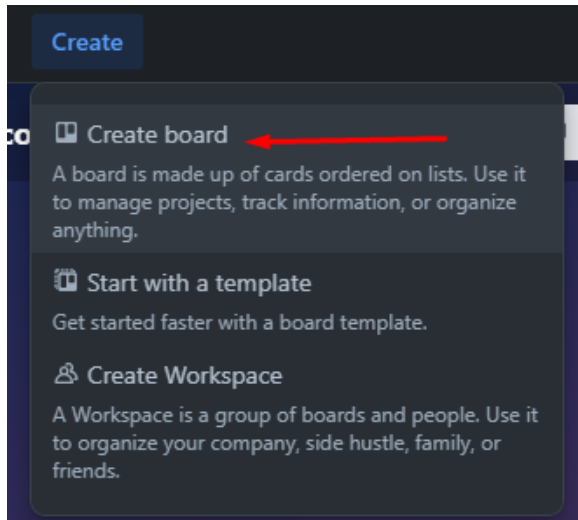 Create
co
Create board
A board is made up of cards ordered on lists. Use it
to manage projects, track information, or organize
anything.
Start with a template
Get started faster with a board template.
Create Workspace
A Workspace is a group of boards and people. Use it
to organize your company, side hustle, family, or
friends.